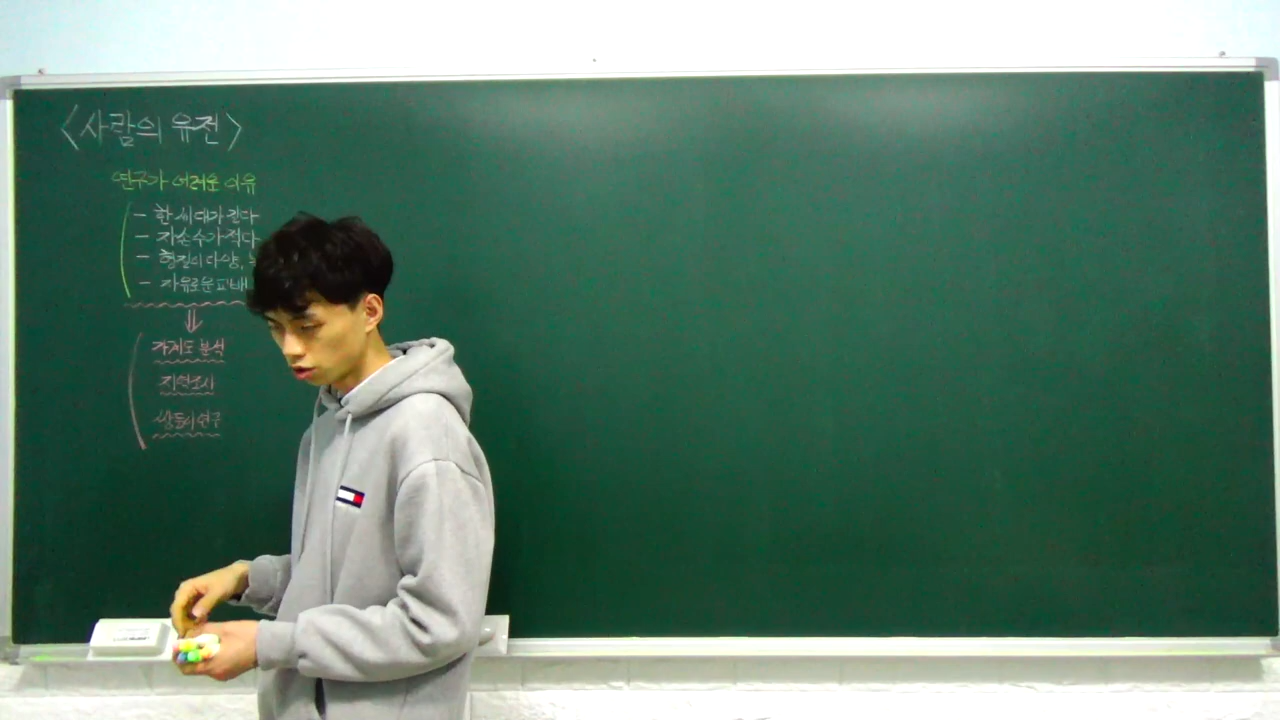 <사람의 유전>
연구가 어려운 이유
- 한 세대가 길다
- 자손 수가 적다
- 형질이 다양,
- 자유로운 교배
⇓
가계도 분석
지역조사
쌍둥이 연구